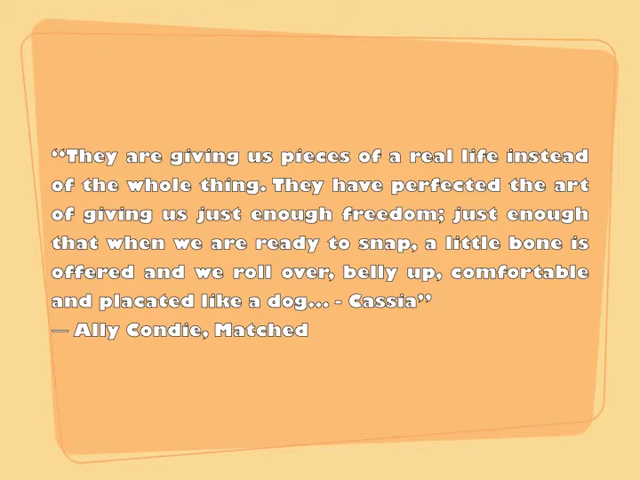 “They are giving us pieces of a real life instead
of the whole thing. They have perfected the art
of giving us just enough freedom; just enough
that when we are ready to snap, a little bone is
offered and we roll over, belly up, comfortable
and placated like a dog... - Cassia”
— Ally Condie, Matched